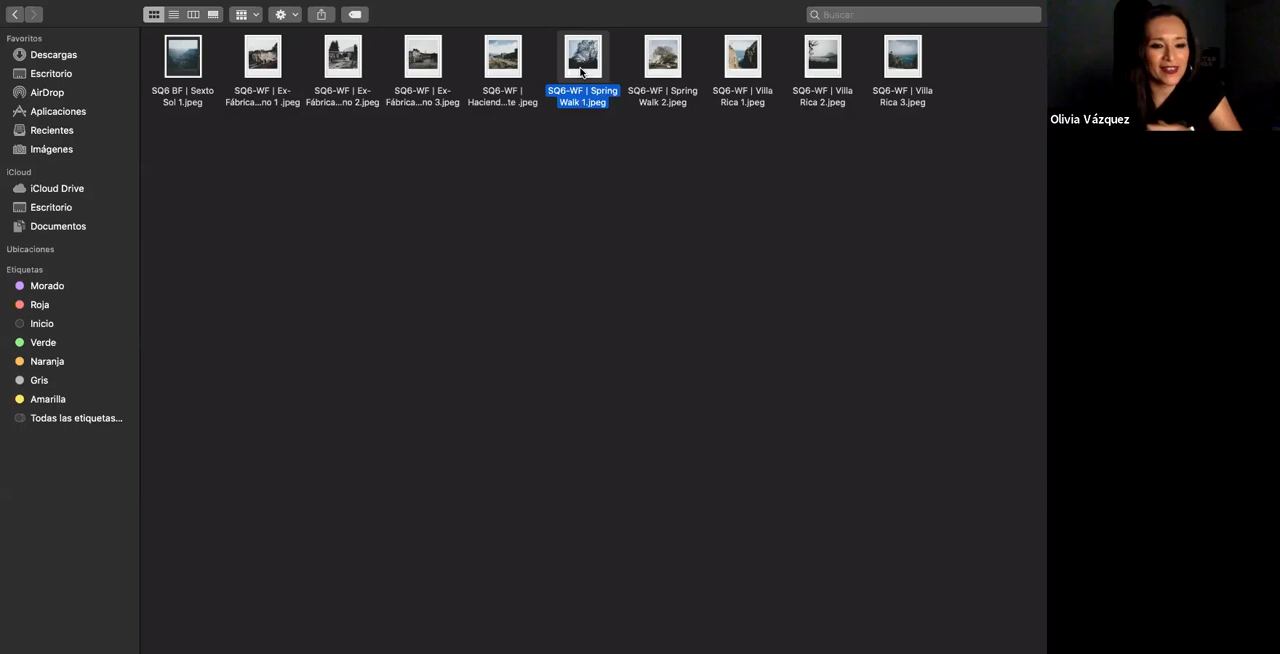 Buscar
Favoritos
Descargas
Escritorio
AirDrop
Aplicaciones
Recientes
Imágenes
iCloud
iCloud Drive
Escritorio
Documentos
Ubicaciones
Etiquetas
Morado
Roja
Inicio
Verde
Naranja
Gris
Amarilla
Todas las etiquetas...
SQ6 BF | Sexto
Sol 1.jpeg
SQ6-WF | Ex-
Fábrica...no 1 .jpeg
SQ6-WF | Ex-
Fábrica...no 2.jpeg
SQ6-WF | Ex-
Fábrica...no 3.jpeg
SQ6-WF |
Haciend...te .jpeg
SQ6-WF | Spring
Walk 1.jpeg
SQ6-WF | Spring
Walk 2.jpeg
SQ6-WF | Villa
Rica 1.jpeg
SQ6-WF | Villa
Rica 2.jpeg
SQ6-WF | Villa
Rica 3.jpeg
Olivia Vázquez